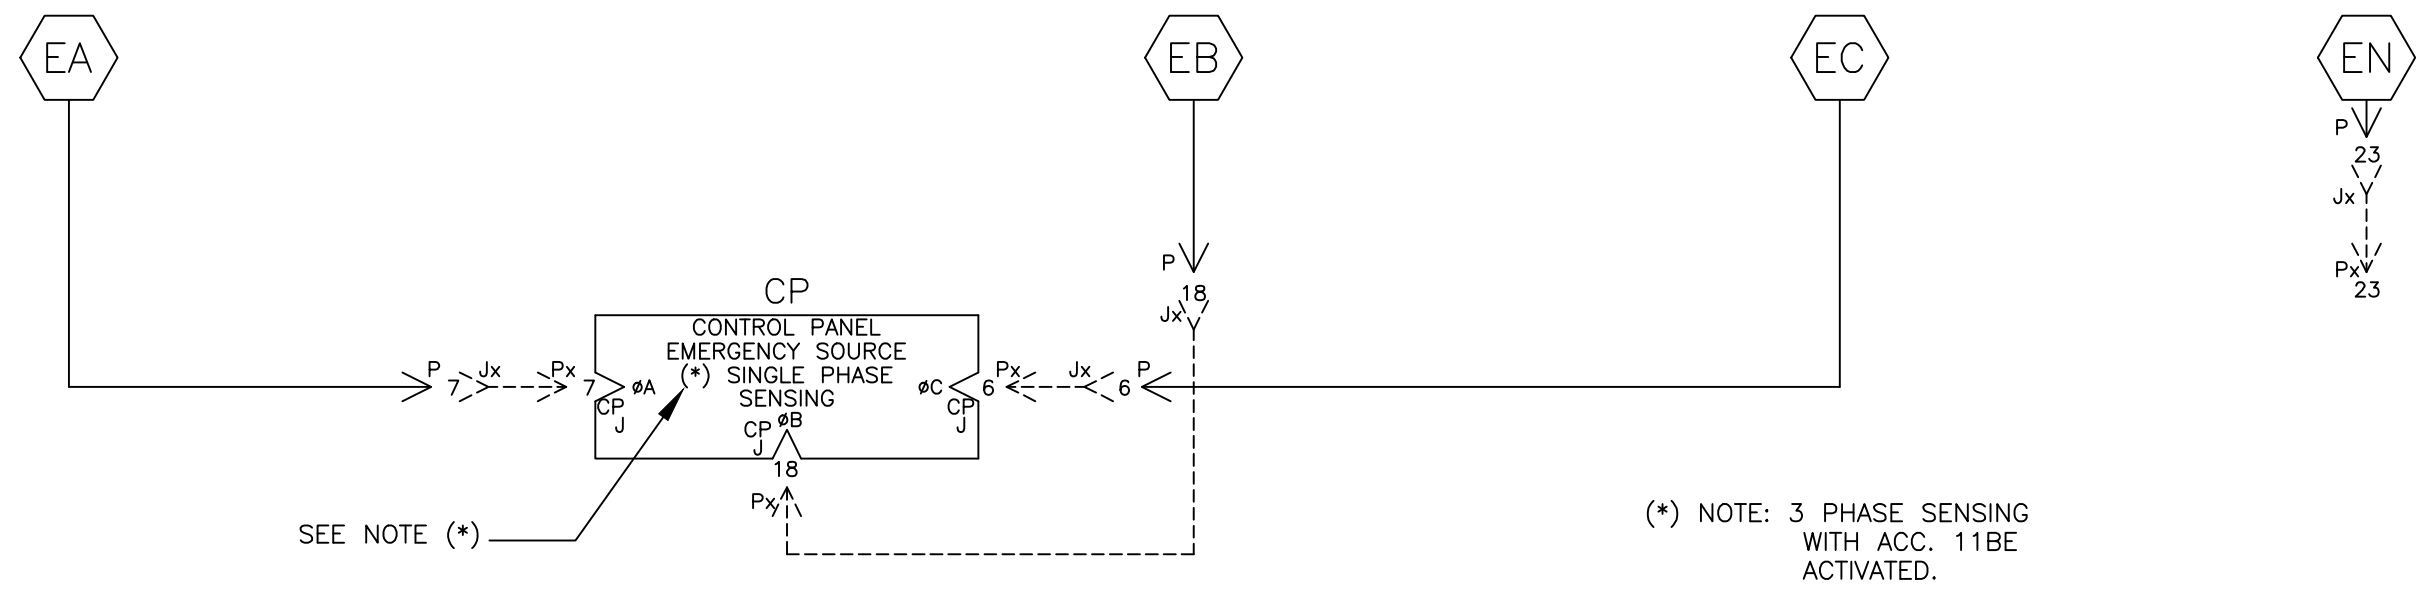 EA
EB
EC
EN
P
23
Jx
Px
23
P
18
Jx
CP
CONTROL PANEL
EMERGENCY SOURCE
(*) SINGLE PHASE
SENSING
P 7 Jx Px 7 øA
CP
J
øC 6 Px Jx 6 P
CP
J
øB
CP
J
18
Px
SEE NOTE (*)
(*) NOTE: 3 PHASE SENSING
WITH ACC. 11BE
ACTIVATED.